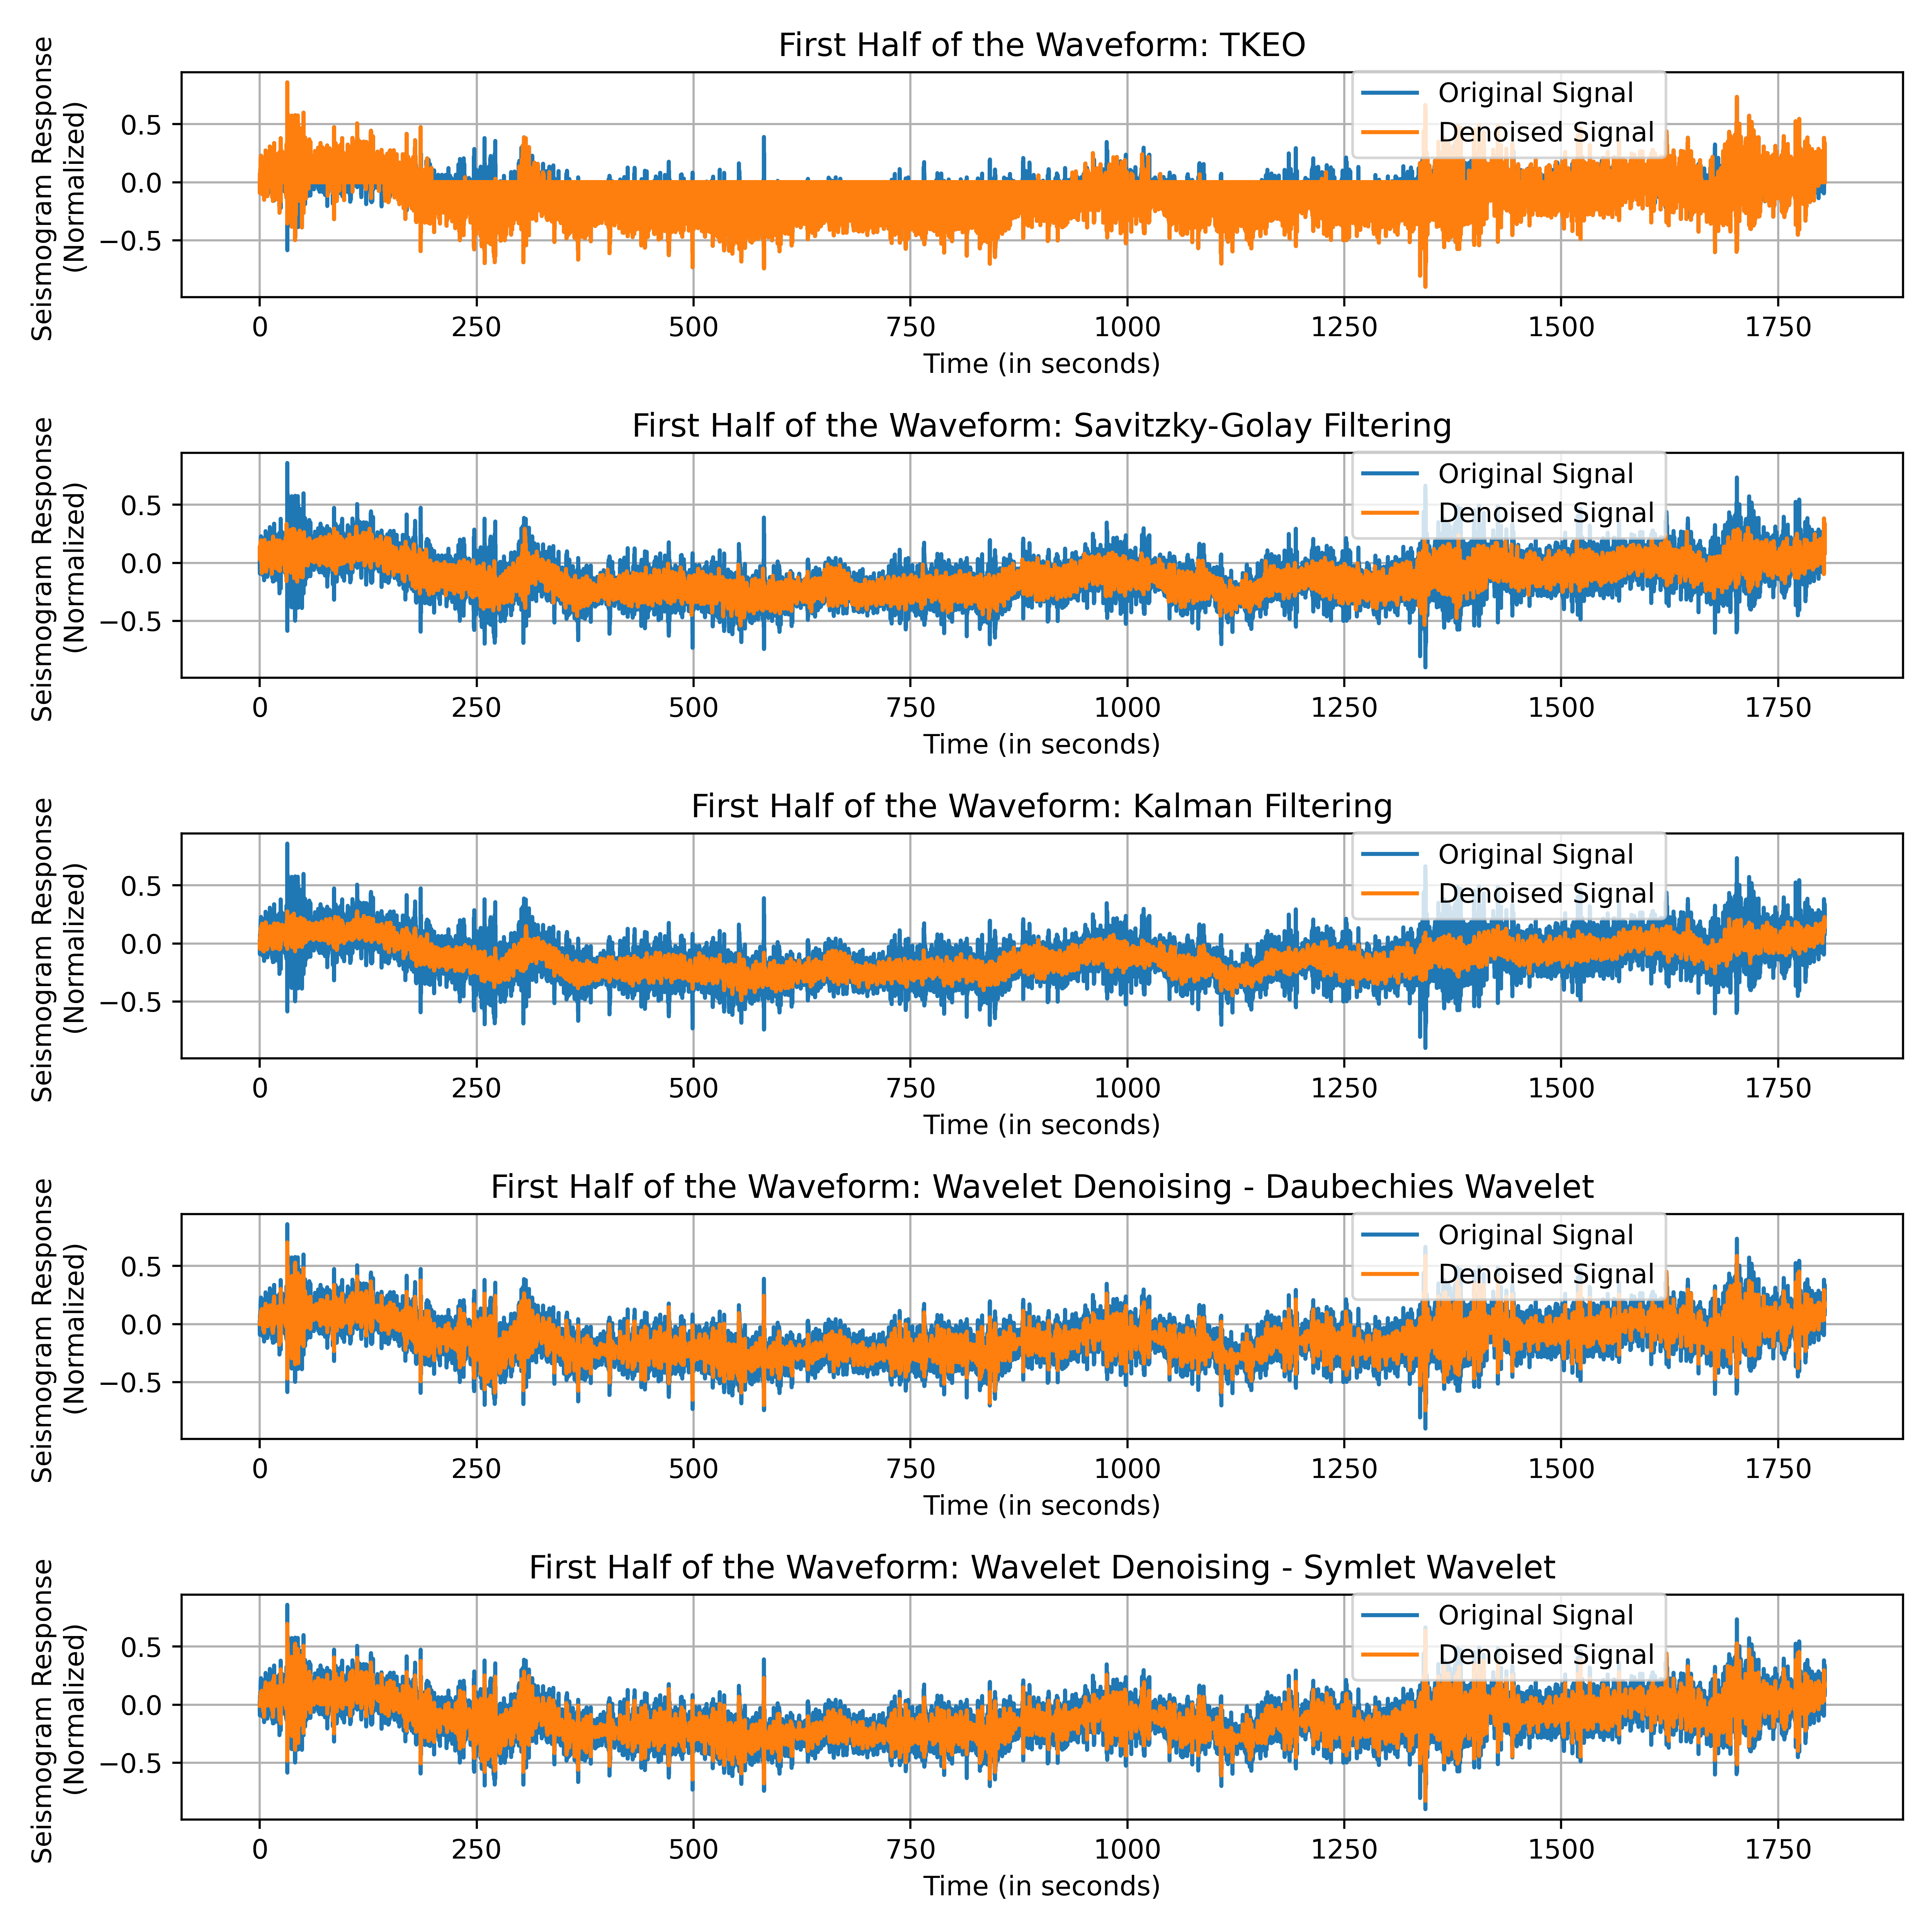 First Half of the Waveform: TKEO
Seismogram Response
(Normalized)
0.5
0.0
−0.5
Original Signal
Denoised Signal
0 250 500 750 1000 1250 1500 1750
Time (in seconds)
First Half of the Waveform: Savitzky-Golay Filtering
Seismogram Response
(Normalized)
0.5
0.0
−0.5
Original Signal
Denoised Signal
0 250 500 750 1000 1250 1500 1750
Time (in seconds)
First Half of the Waveform: Kalman Filtering
Seismogram Response
(Normalized)
0.5
0.0
−0.5
Original Signal
Denoised Signal
0 250 500 750 1000 1250 1500 1750
Time (in seconds)
First Half of the Waveform: Wavelet Denoising - Daubechies Wavelet
Seismogram Response
(Normalized)
0.5
0.0
−0.5
Original Signal
Denoised Signal
0 250 500 750 1000 1250 1500 1750
Time (in seconds)
First Half of the Waveform: Wavelet Denoising - Symlet Wavelet
Seismogram Response
(Normalized)
0.5
0.0
−0.5
Original Signal
Denoised Signal
0 250 500 750 1000 1250 1500 1750
Time (in seconds)